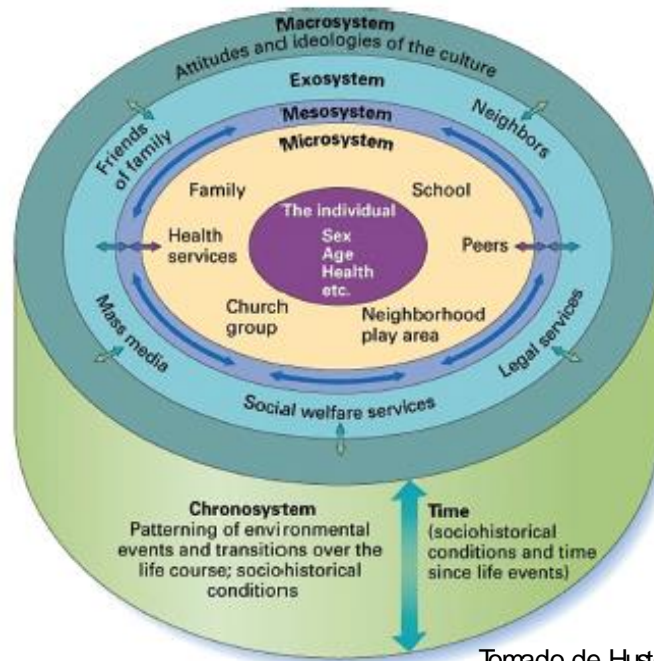 Macrosystem
Attitudes and ideologies of the culture
Exosystem
Mesosystem
Microsystem
Friends
of family
Neighbors
Family
School
The individual
Sex
Age
Health
etc.
Health
services
Peers
Church
group
Neighborhood
play area
Mass media
Legal services
Social welfare services
Chronosystem
Patterning of environmental
events and transitions over the
life course; sociohistorical
conditions
Time
(sociohistorical
conditions and time
since life events)
Tomado de